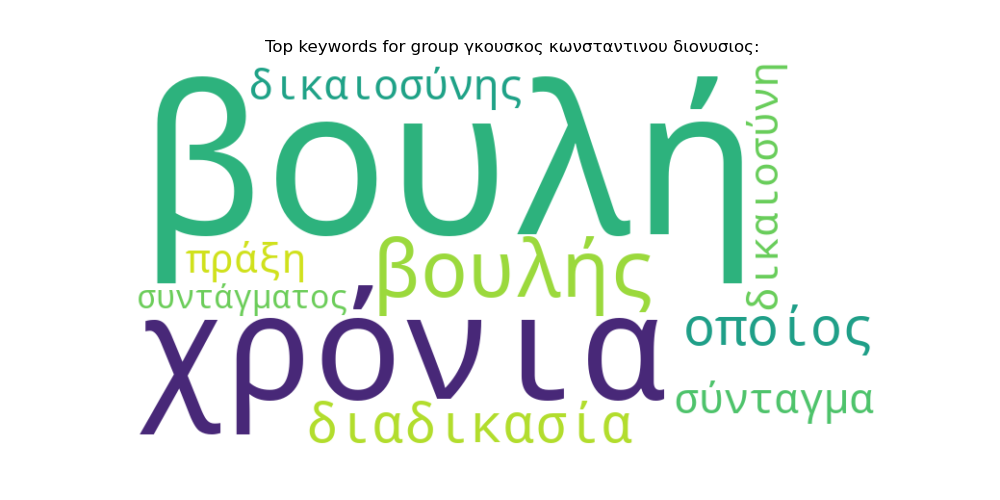 Top keywords for group γκουσκος κωνσταντινου διονυσιος:
δικαιοσύνης
βουλή
δικαιοσύνη
πράξη
βουλής
συντάγματος
χρόνια
οποίος
σύνταγμα
διαδικασία